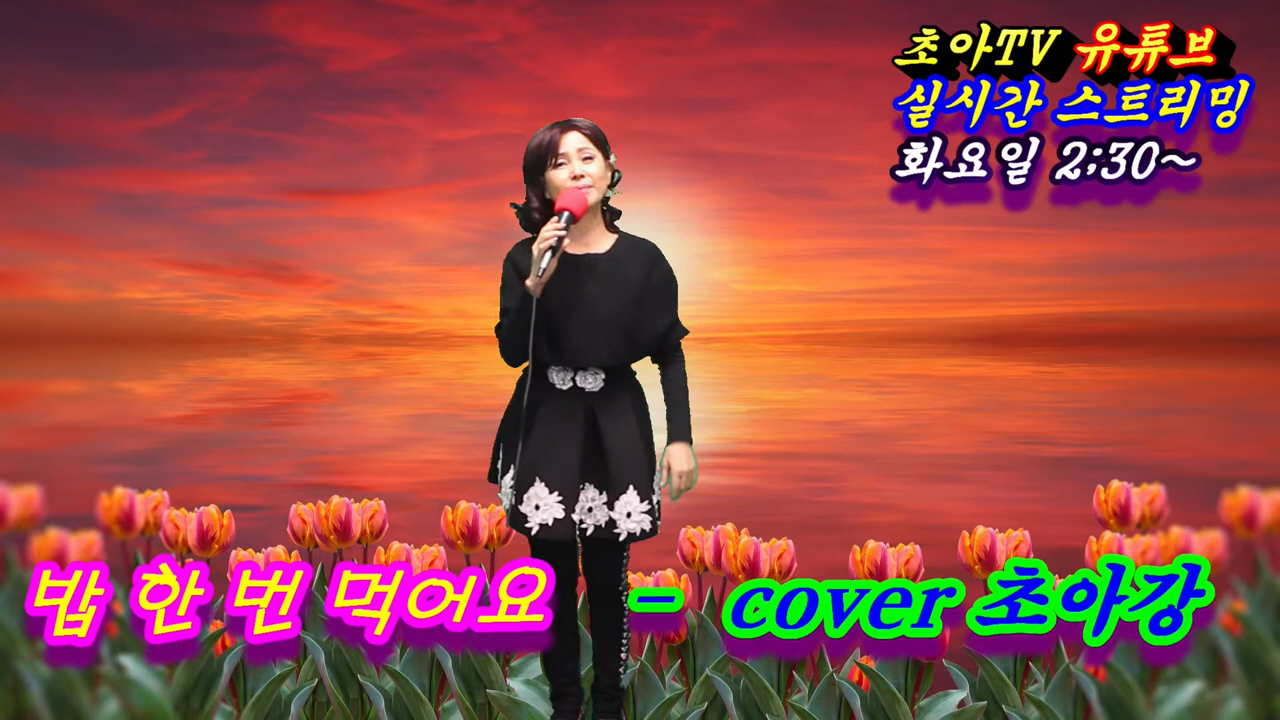 초아TV 유튜브
실시간 스트리밍
화요일 2;30~
밥 한 번 먹어요 - cover 초아강